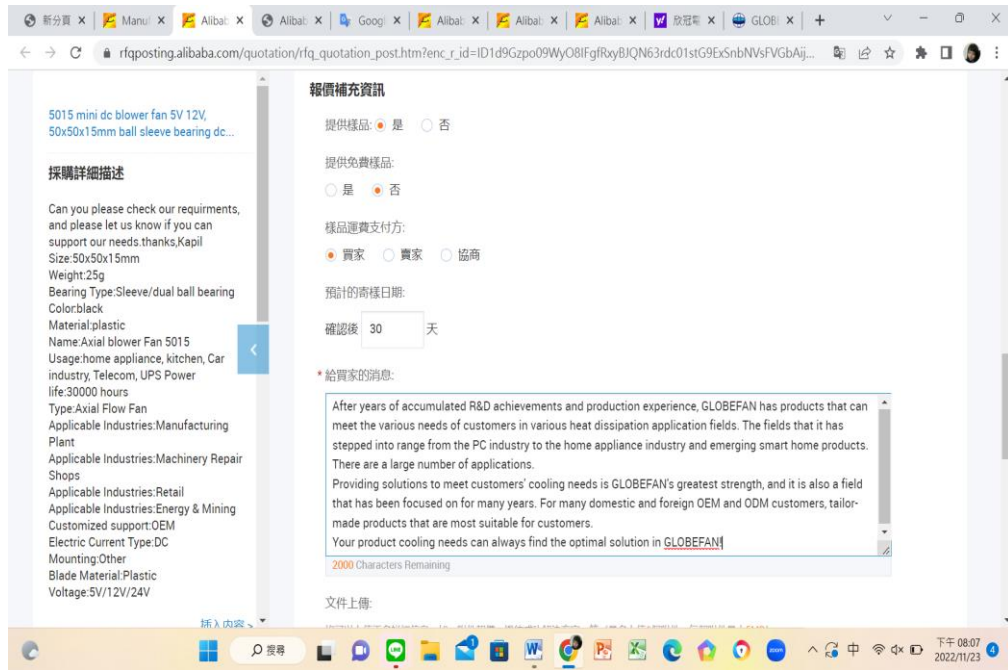 新分頁
Manuf
Alibab
Alibab
Googl
Alibab
Alibab
Alibab
欣冠
GLOB
rfqposting.alibaba.com/quotation/rfq_quotation_post.htm?enc_r_id=ID1d9Gzpo09WyO8IFgfRxyBJQN63rdc01stG9ExSnbNVsFVGbAij...
5015 mini dc blower fan 5V 12V,
50x50x15mm ball sleeve bearing dc...
採購詳細描述
Can you please check our requirments,
and please let us know if you can
support our needs.thanks,Kapil
Size:50x50x15mm
Weight:25g
Bearing Type:Sleeve/dual ball bearing
Color:black
Material:plastic
Name:Axial blower Fan 5015
Usage:home appliance, kitchen, Car
industry, Telecom, UPS Power
life:30000 hours
Type:Axial Flow Fan
Applicable Industries:Manufacturing
Plant
Applicable Industries:Machinery Repair
Shops
Applicable Industries:Retail
Applicable Industries:Energy & Mining
Customized support:OEM
Electric Current Type:DC
Mounting:Other
Blade Material:Plastic
Voltage:5V/12V/24V
插入內容 >
報價補充資訊
提供樣品: 是 否
提供免費樣品:
是 否
樣品運費支付方:
買家 賣家 協商
預計的寄樣日期:
確認後 30 天
* 給買家的消息:
After years of accumulated R&D achievements and production experience, GLOBEFAN has products that can
meet the various needs of customers in various heat dissipation application fields. The fields that it has
stepped into range from the PC industry to the home appliance industry and emerging smart home products.
There are a large number of applications.
Providing solutions to meet customers' cooling needs is GLOBEFAN's greatest strength, and it is also a field
that has been focused on for many years. For many domestic and foreign OEM and ODM customers, tailor-
made products that are most suitable for customers.
Your product cooling needs can always find the optimal solution in GLOBEFAN!
2000 Characters Remaining
文件上傳:
搜尋
zoom
中
下午 08:07
2022/11/23
4